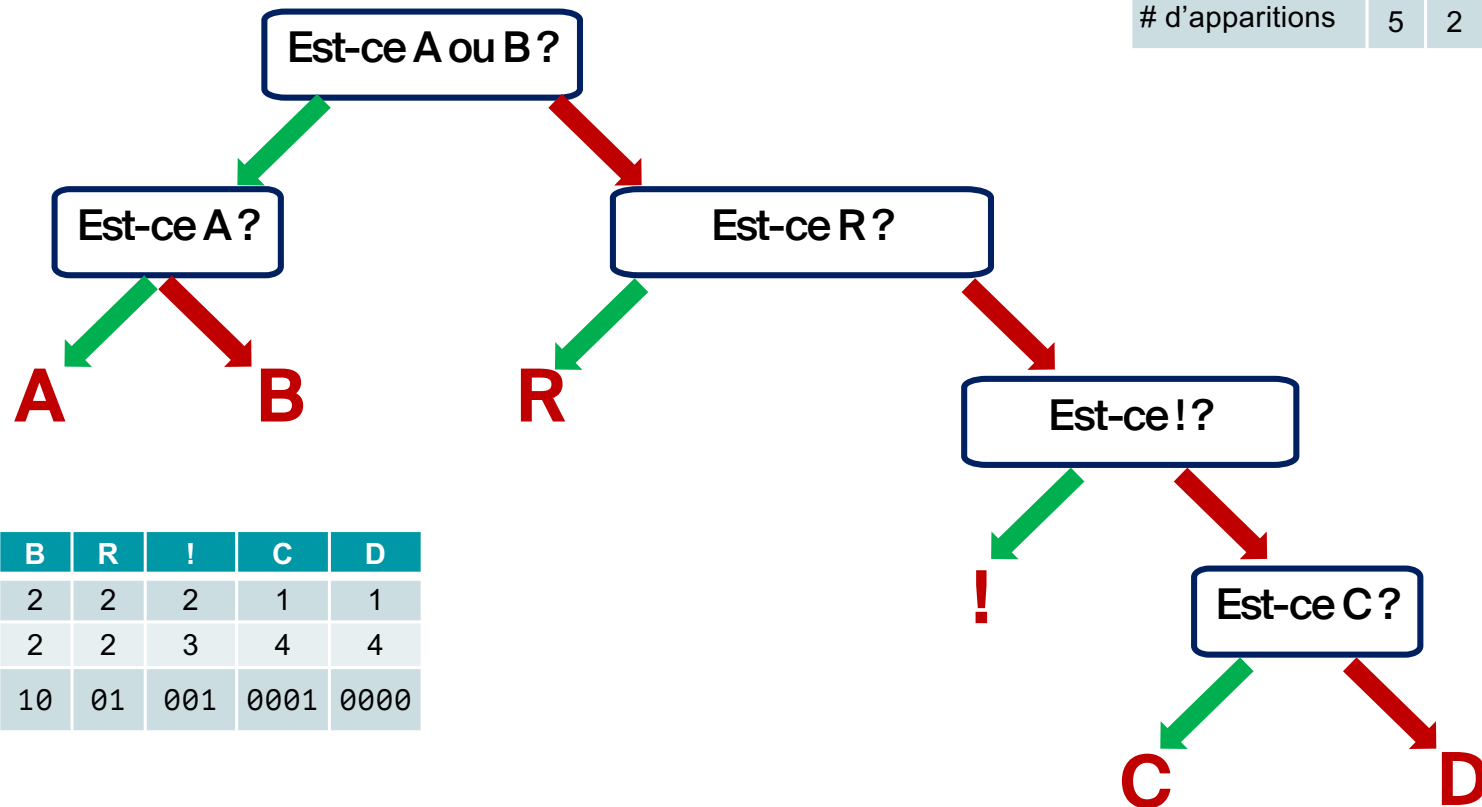 # d’apparitions 5 2
Est-ce A ou B ?
Est-ce A ?
Est-ce R ?
A
B
R
Est-ce ! ?
B R ! C D
2 2 2 1 1
2 2 3 4 4
10 01 001 0001 0000
!
Est-ce C ?
C
D